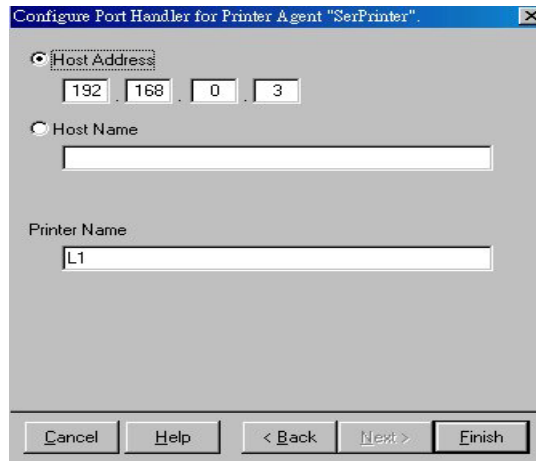 Configure Port Handler for Printer Agent "SerPrinter".
Host Address
192 . 168 . 0 . 3
Host Name
Printer Name
L1
Cancel Help < Back Next > Finish